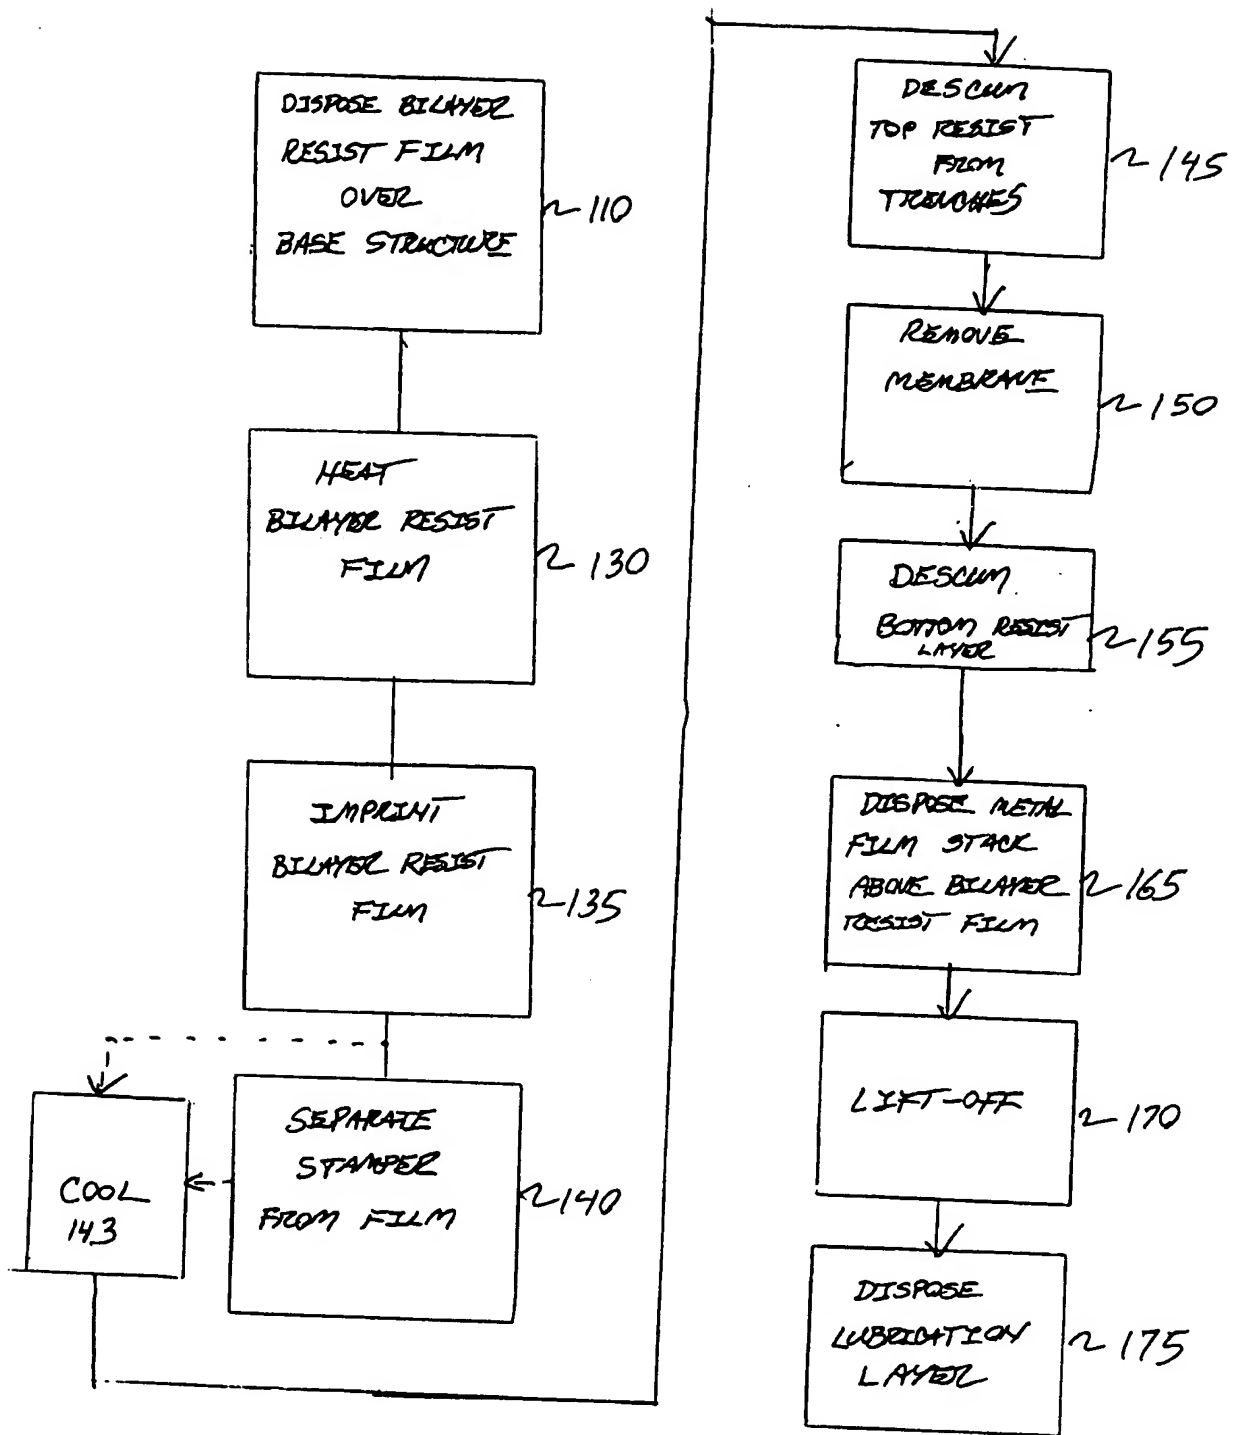 DISPOSE BILAYER
RESIST FILM
OVER
BASE STRUCTURE
110
HEAT
BILAYER RESIST
FILM
130
IMPRINT
BILAYER RESIST
FILM
135
SEPARATE
STAMPER
FROM FILM
140
COOL
143
DESCUM
TOP RESIST
FROM
TRENCHES
145
REMOVE
MEMBRANE
150
DESCUM
BOTTOM RESIST
LAYER
155
DISPOSE METAL
FILM STACK
ABOVE BILAYER
RESIST FILM
165
LIFT-OFF
170
DISPOSE
LUBRICATION
LAYER
175